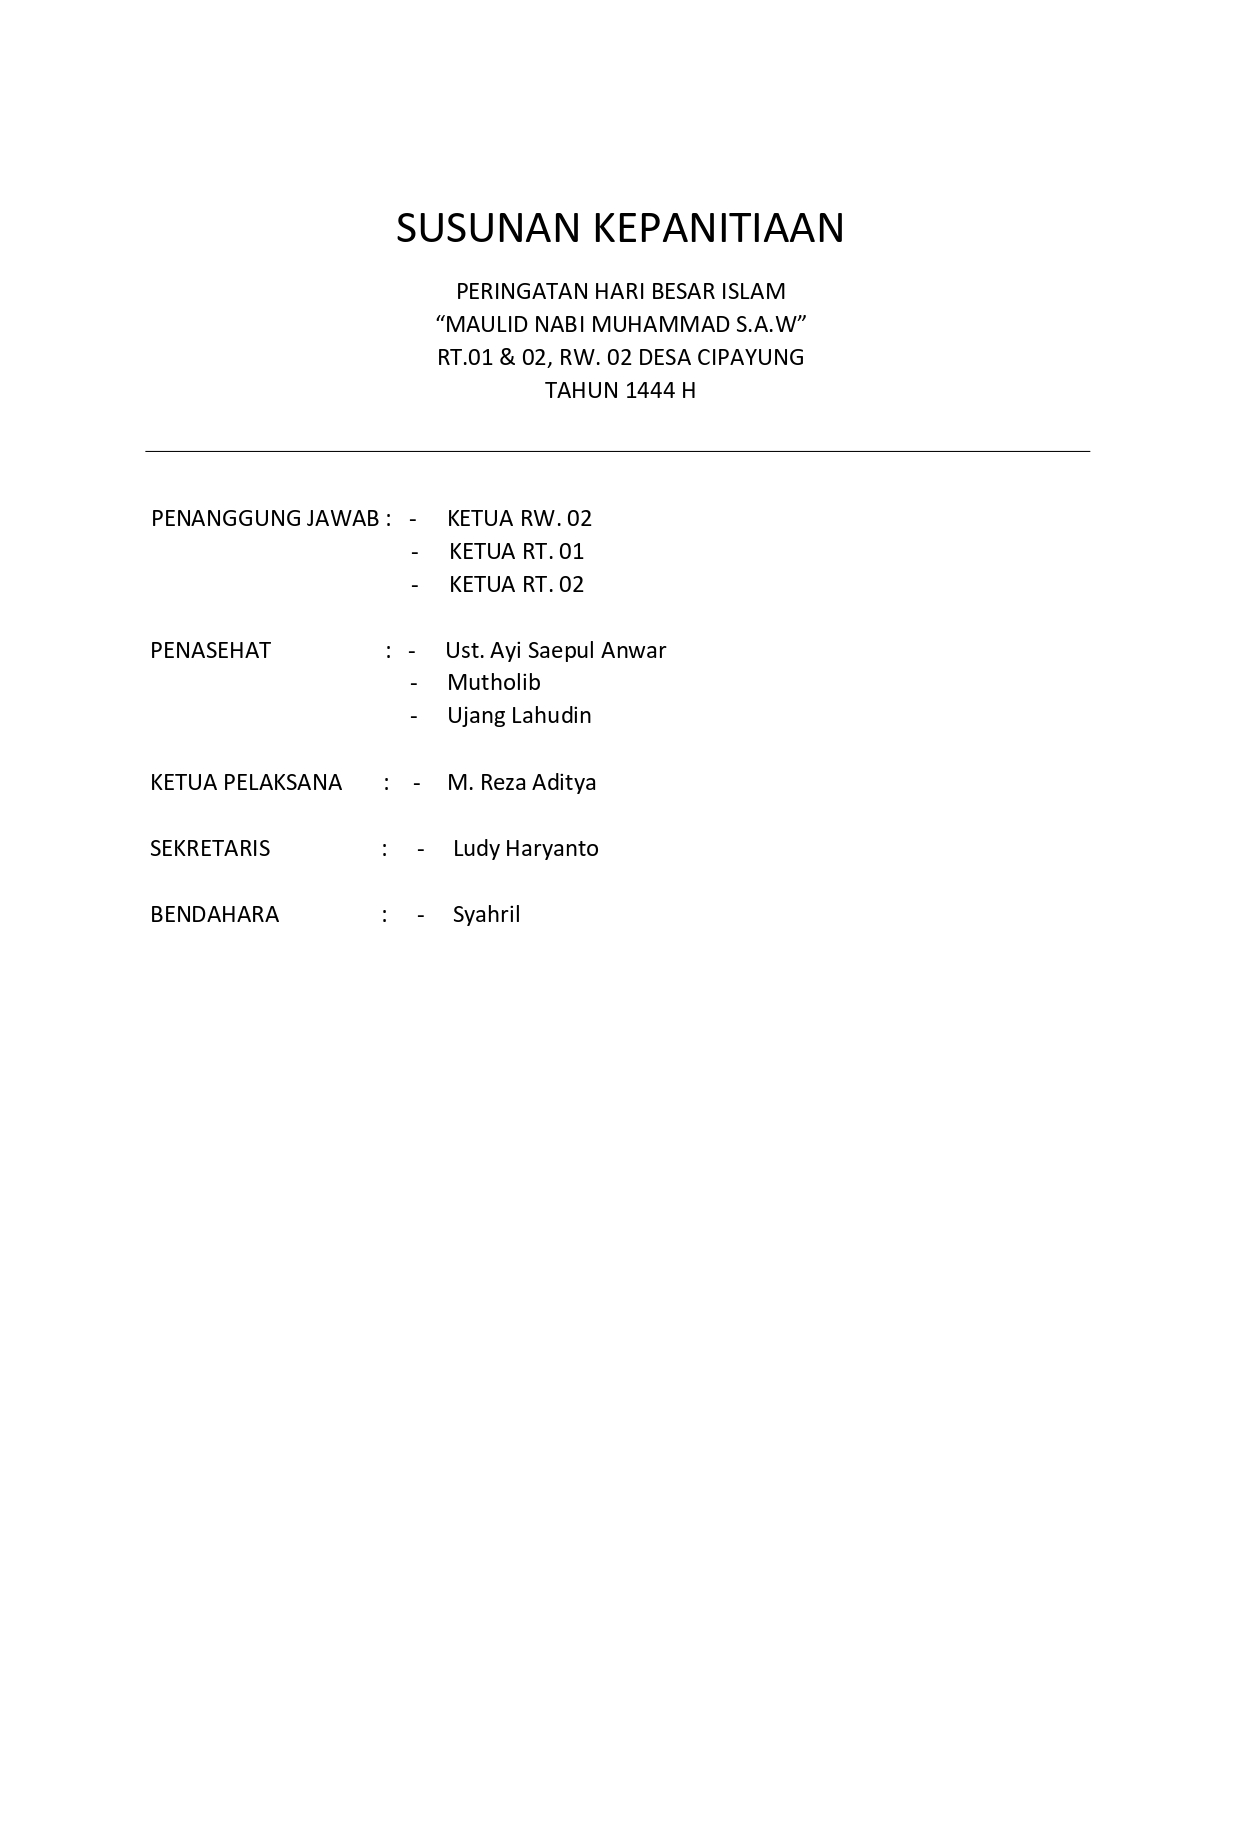 SUSUNAN KEPANITIAAN
PERINGATAN HARI BESAR ISLAM
“MAULID NABI MUHAMMAD S.A.W”
RT.01 & 02, RW. 02 DESA CIPAYUNG
TAHUN 1444 H
PENANGGUNG JAWAB : - KETUA RW. 02
- KETUA RT. 01
- KETUA RT. 02
PENASEHAT : - Ust. Ayi Saepul Anwar
- Mutholib
- Ujang Lahudin
KETUA PELAKSANA : - M. Reza Aditya
SEKRETARIS : - Ludy Haryanto
BENDAHARA : - Syahril